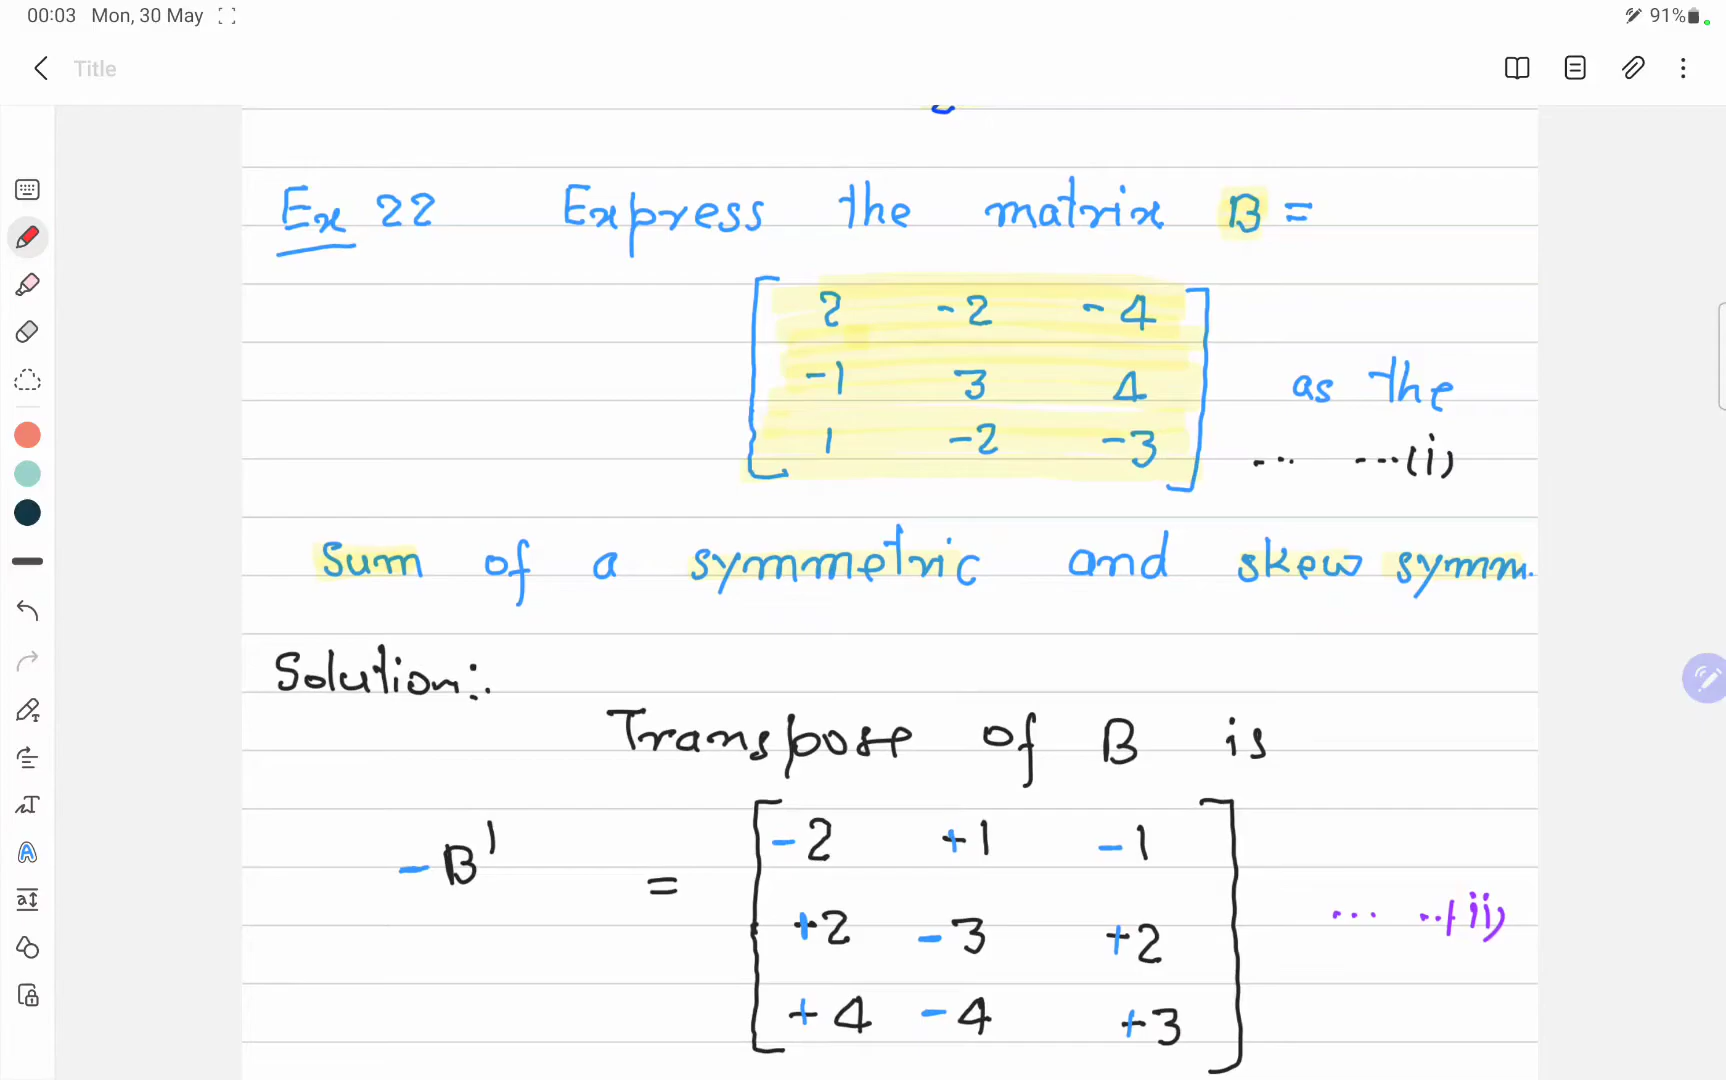 00:03 Mon, 30 May 91%
Title
Ex 22 Express the matrix B =
2 -2 -4
-1 3 4 as the
1 -2 -3 ... ...(i)
sum of a symmetric and skew symm.
Solution:.
Transpose of B is
-2 +1 -1
-B' = +2 -3 +2 ... ..(ii)
+4 -4 +3